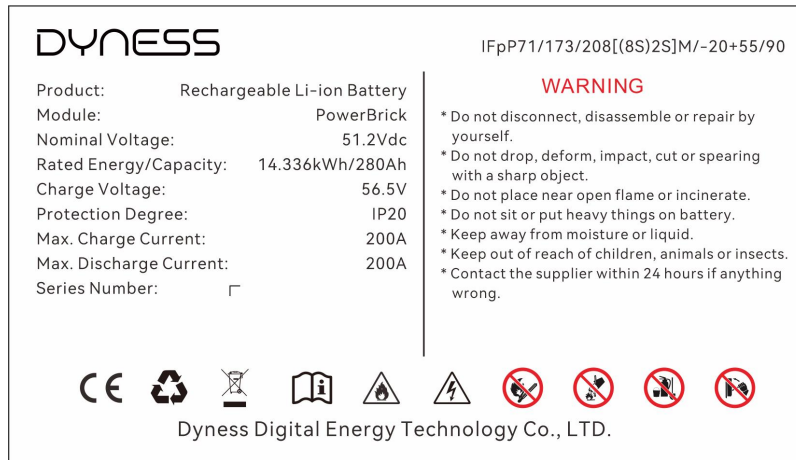 DYNESS
IFpP71/173/208[(8S)2S]M/-20+55/90
Product: Rechargeable Li-ion Battery
Module: PowerBrick
Nominal Voltage: 51.2Vdc
Rated Energy/Capacity: 14.336kWh/280Ah
Charge Voltage: 56.5V
Protection Degree: IP20
Max. Charge Current: 200A
Max. Discharge Current: 200A
Series Number:
WARNING
* Do not disconnect, disassemble or repair by
yourself.
* Do not drop, deform, impact, cut or spearing
with a sharp object.
* Do not place near open flame or incinerate.
* Do not sit or put heavy things on battery.
* Keep away from moisture or liquid.
* Keep out of reach of children, animals or insects.
* Contact the supplier within 24 hours if anything
wrong.
CE
Dyness Digital Energy Technology Co., LTD.